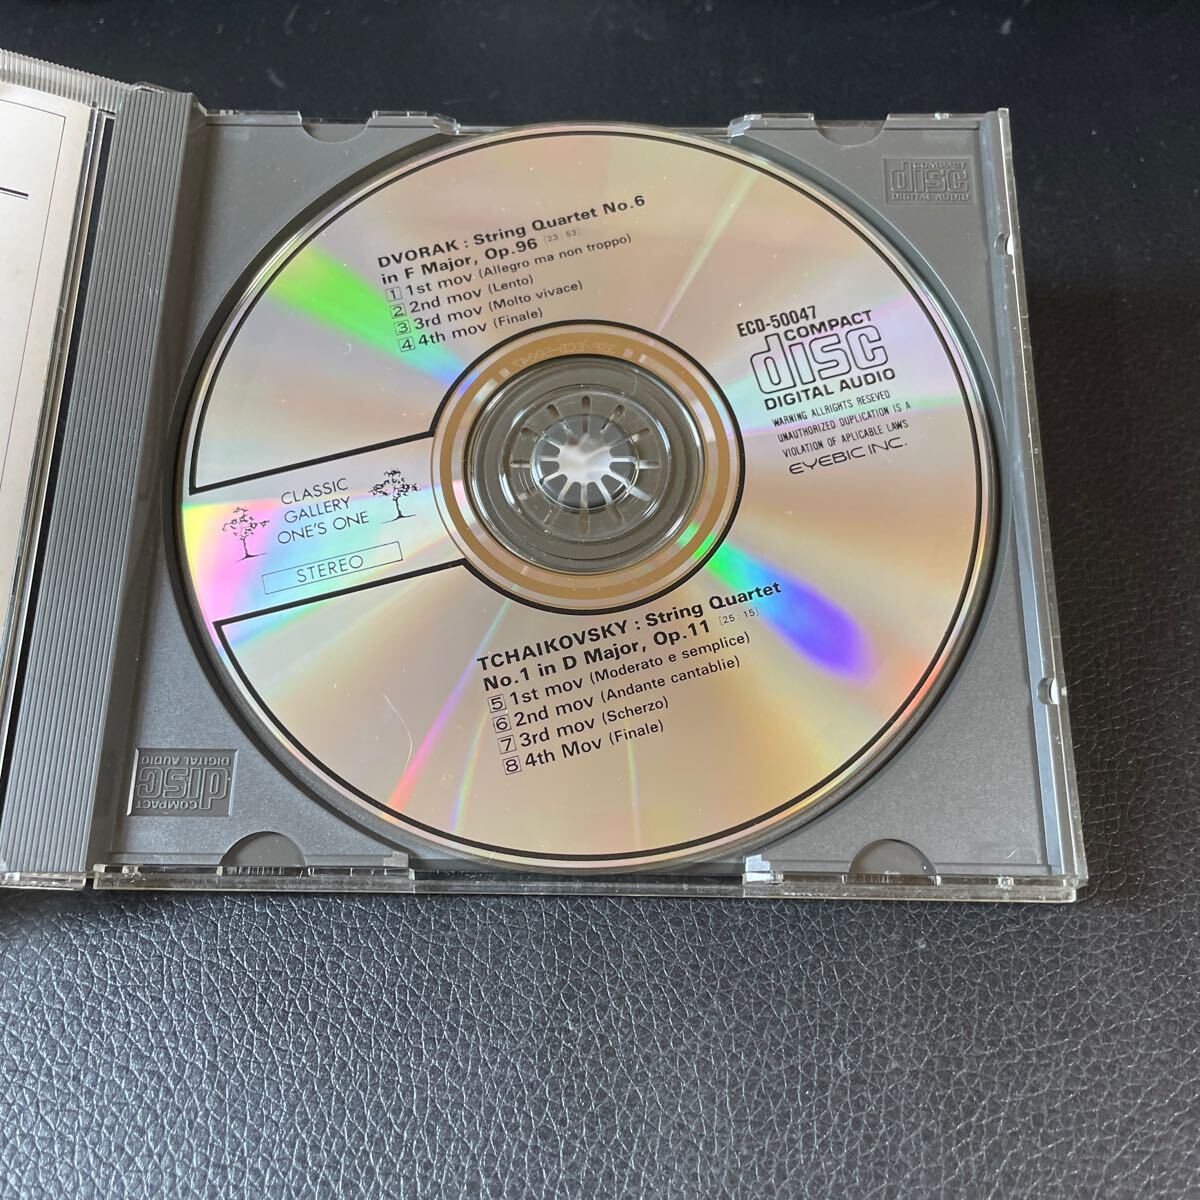 DVORAK : String Quartet No.6
in F Major, Op.96 [23:53]
1 1st mov (Allegro ma non troppo)
2 2nd mov (Lento)
3 3rd mov (Molto vivace)
4 4th mov (Finale)
ECD-50047
COMPACT
disc
DIGITAL AUDIO
WARNING ALLRIGHTS RESEVED
UNAUTHORIZED DUPLICATION IS A
VIOLATION OF APLICABLE LAWS
EYEBIC INC.
CLASSIC
GALLERY
ONE'S ONE
STEREO
TCHAIKOVSKY : String Quartet
No.1 in D Major, Op.11 [25:15]
5 1st mov (Moderato e semplice)
6 2nd mov (Andante cantablie)
7 3rd mov (Scherzo)
8 4th Mov (Finale)
COMPACT
disc
DIGITAL AUDIO
COMPACT
disc
DIGITAL AUDIO